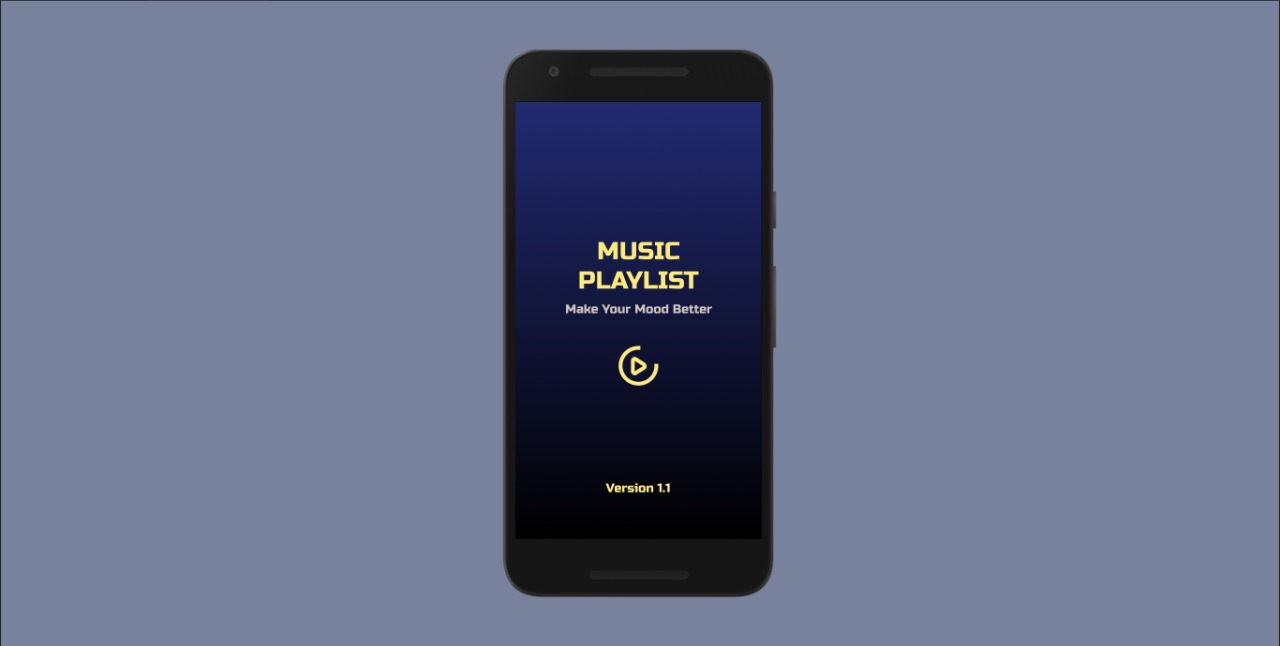 MUSIC
PLAYLIST
Make Your Mood Better
Version 1.1